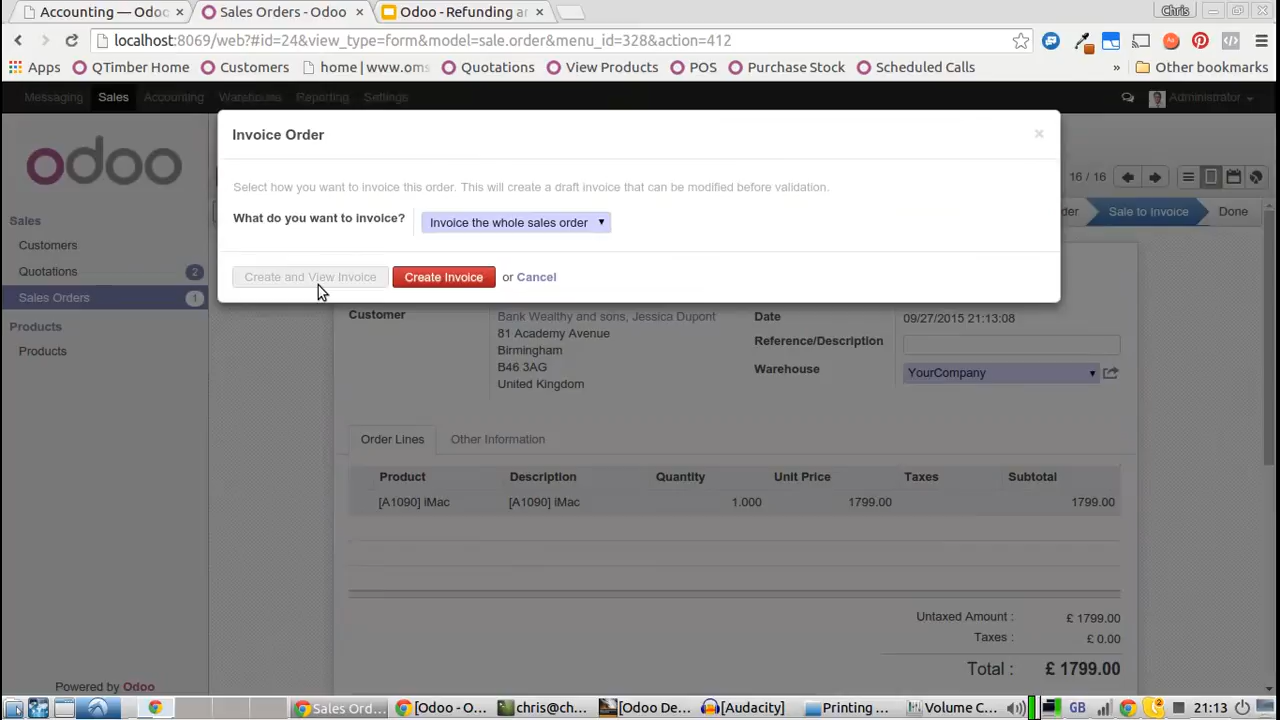 Accounting — Odoo
Sales Orders - Odoo
Odoo - Refunding ar
Chris
localhost:8069/web?#id=24&view_type=form&model=sale.order&menu_id=328&action=412
Apps
QTimber Home
Customers
home | www.oms
Quotations
View Products
POS
Purchase Stock
Scheduled Calls
»
Other bookmarks
Messaging
Sales
Accounting
Warehouse
Reporting
Settings
Administrator
odoo
Invoice Order
×
Select how you want to invoice this order. This will create a draft invoice that can be modified before validation.
What do you want to invoice?
Invoice the whole sales order
Create and View Invoice
Create Invoice
or Cancel
16 / 16
der
Sale to Invoice
Done
Sales
Customers
Quotations 2
Sales Orders 1
Products
Products
Customer
Bank Wealthy and sons, Jessica Dupont
81 Academy Avenue
Birmingham
B46 3AG
United Kingdom
Date
09/27/2015 21:13:08
Reference/Description
Warehouse
YourCompany
Order Lines
Other Information
Product Description Quantity Unit Price Taxes Subtotal
[A1090] iMac [A1090] iMac 1.000 1799.00 1799.00
Untaxed Amount : £ 1799.00
Taxes : £ 0.00
Total : £ 1799.00
Powered by Odoo
Sales Ord...
[Odoo - O...
chris@ch...
[Odoo De...
[Audacity]
Printing ...
Volume C...
GB
21:13